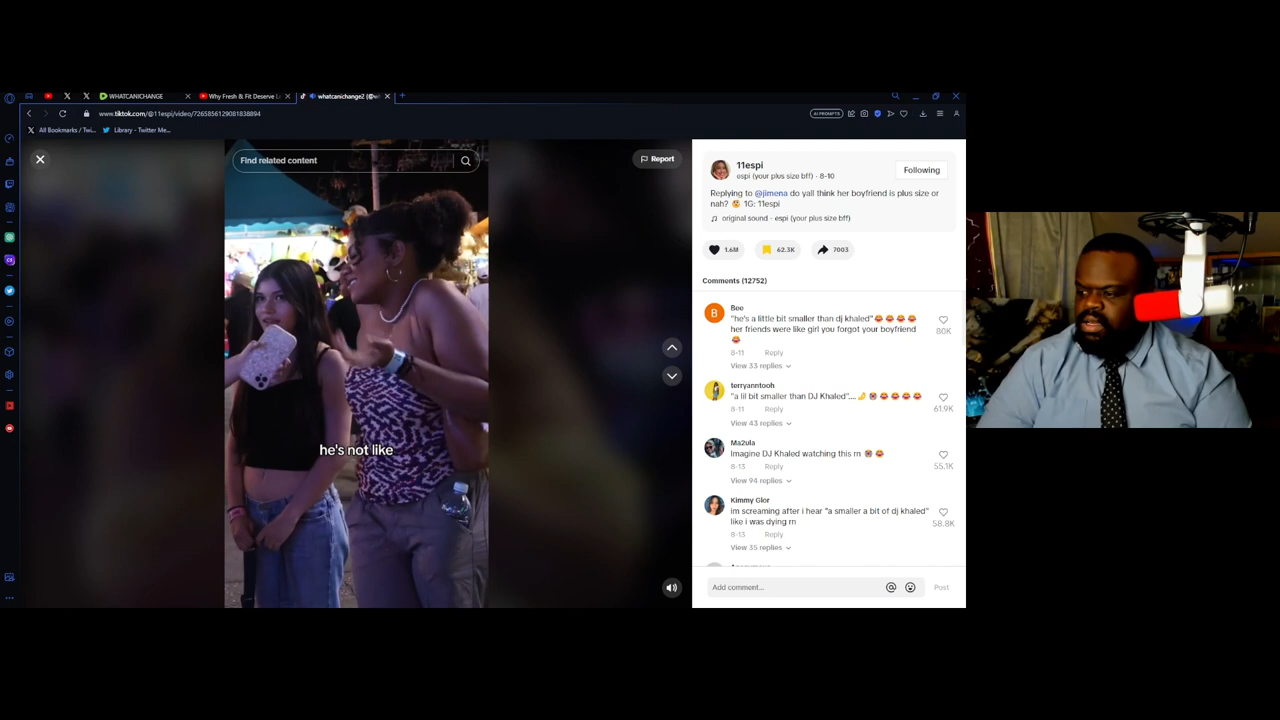 WHATCANICHANGE
Why Fresh & Fit Deserve L
whatcanichange2 (@w
www.tiktok.com/@11espi/video/7265856129081838894
AI PROMPTS
All Bookmarks / Twi...
Library - Twitter Me...
Find related content
Report
he's not like
11espi
espi (your plus size bff) · 8-10
Following
Replying to @jimena do yall think her boyfriend is plus size or
nah? 🤔 IG: 11espi
♫ original sound - espi (your plus size bff)
1.6M
62.3K
7003
Comments (12752)
B
Bee
"he's a little bit smaller than dj khaled"😂 😂 😂 😂
her friends were like girl you forgot your boyfriend
😂
80K
8-11 Reply
View 33 replies
terryanntooh
"a lil bit smaller than DJ Khaled"....🤌 😭 😂 😂 😂 😂
61.9K
8-11 Reply
View 43 replies
Ma2ula
Imagine DJ Khaled watching this rn 😭 😂
55.1K
8-13 Reply
View 94 replies
Kimmy Glor
im screaming after i hear "a smaller a bit of dj khaled"
like i was dying rn
58.8K
8-13 Reply
View 35 replies
Add comment...
Post